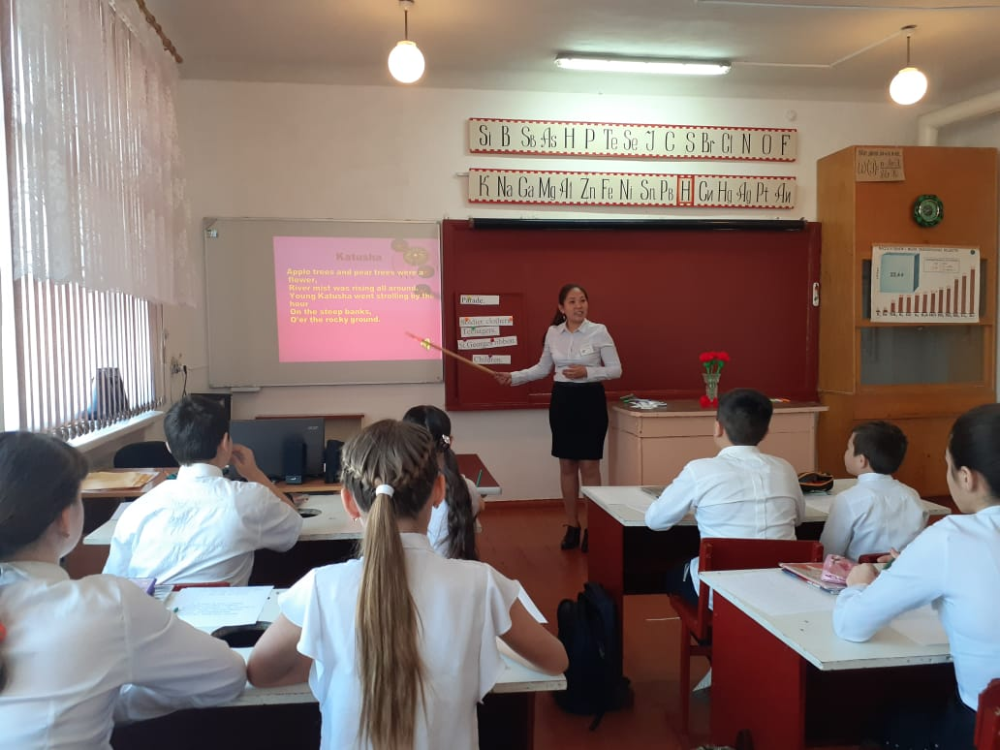 Si B Sb As H P Te Se J C S Br Cl N O F
K Na Ca Mg Al Zn Fe Ni Sn Pb H Cu Hg Ag Pt Au
Katusha
Apple trees and pear trees were a
flower,
River mist was rising all around.
Young Katusha went strolling by the
hour
On the steep banks,
O'er the rocky ground.
Parade.
Soldier clothers
Teenagers.
St.George ribbon.
Children.
22,4 л